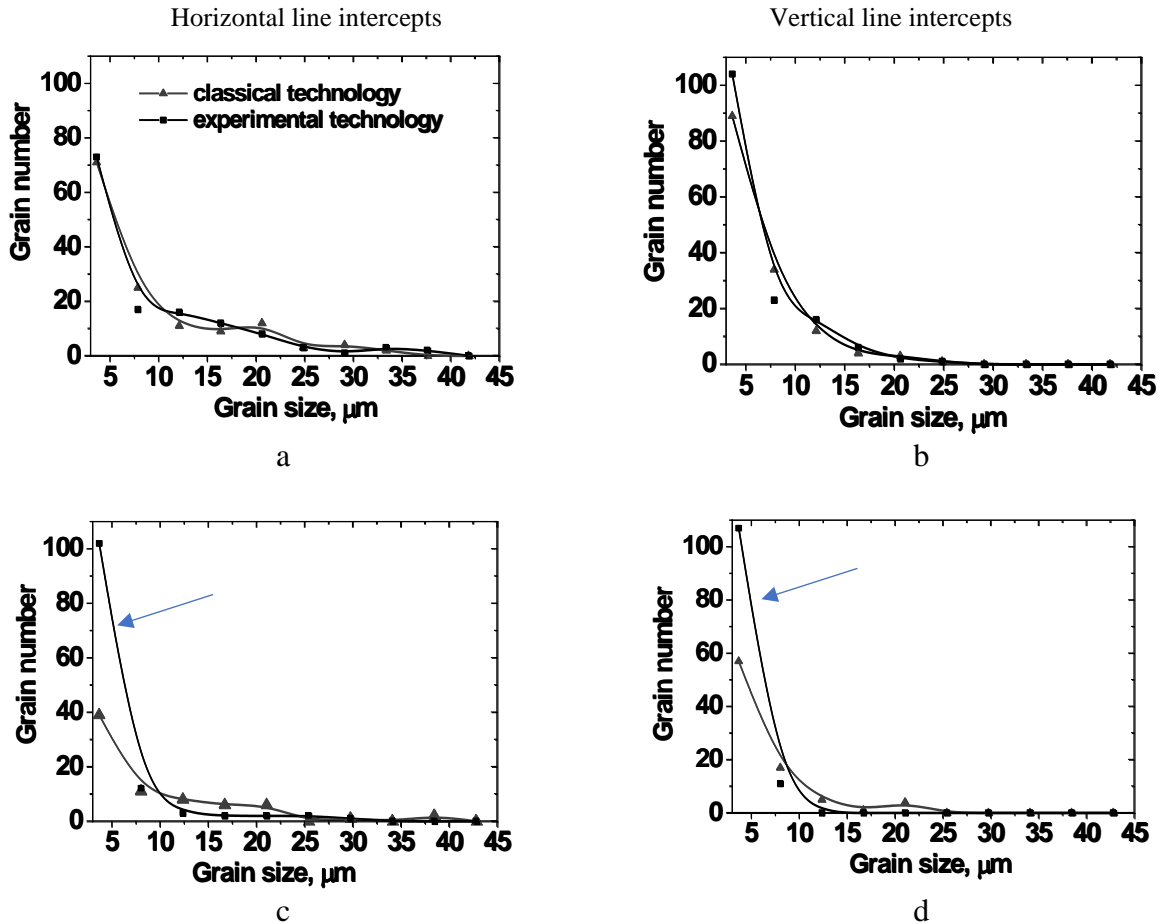 Horizontal line intercepts
Vertical line intercepts
Grain number
100
80
60
40
20
0
classical technology
experimental technology
5 10 15 20 25 30 35 40 45
Grain size, μm
a
Grain number
100
80
60
40
20
0
5 10 15 20 25 30 35 40 45
Grain size, μm
b
Grain number
100
80
60
40
20
0
5 10 15 20 25 30 35 40 45
Grain size, μm
c
Grain number
100
80
60
40
20
0
5 10 15 20 25 30 35 40 45
Grain size, μm
d